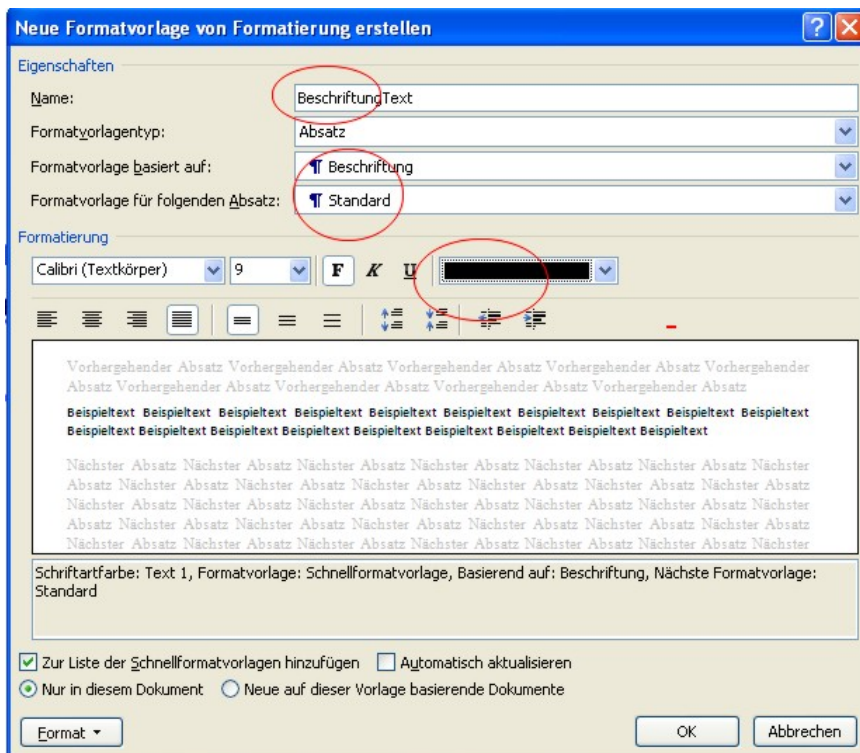 Neue Formatvorlage von Formatierung erstellen
Eigenschaften
Name: BeschriftungText
Formatvorlagentyp: Absatz
Formatvorlage basiert auf: ¶ Beschriftung
Formatvorlage für folgenden Absatz: ¶ Standard
Formatierung
Calibri (Textkörper) 9 F K U
Vorhergehender Absatz Vorhergehender Absatz Vorhergehender Absatz Vorhergehender Absatz Vorhergehender
Absatz Vorhergehender Absatz Vorhergehender Absatz Vorhergehender Absatz Vorhergehender Absatz
Beispieltext Beispieltext Beispieltext Beispieltext Beispieltext Beispieltext Beispieltext Beispieltext Beispieltext Beispieltext
Beispieltext Beispieltext Beispieltext Beispieltext Beispieltext Beispieltext Beispieltext Beispieltext Beispieltext
Nächster Absatz Nächster Absatz Nächster Absatz Nächster Absatz Nächster Absatz Nächster Absatz Nächster
Absatz Nächster Absatz Nächster Absatz Nächster Absatz Nächster Absatz Nächster Absatz Nächster Absatz
Nächster Absatz Nächster Absatz Nächster Absatz Nächster Absatz Nächster Absatz Nächster Absatz Nächster
Absatz Nächster Absatz Nächster Absatz Nächster Absatz Nächster Absatz Nächster Absatz Nächster Absatz
Nächster Absatz Nächster Absatz Nächster Absatz Nächster Absatz Nächster Absatz Nächster Absatz Nächster
Schriftartfarbe: Text 1, Formatvorlage: Schnellformatvorlage, Basierend auf: Beschriftung, Nächste Formatvorlage:
Standard
Zur Liste der Schnellformatvorlagen hinzufügen Automatisch aktualisieren
Nur in diesem Dokument Neue auf dieser Vorlage basierende Dokumente
Format OK Abbrechen